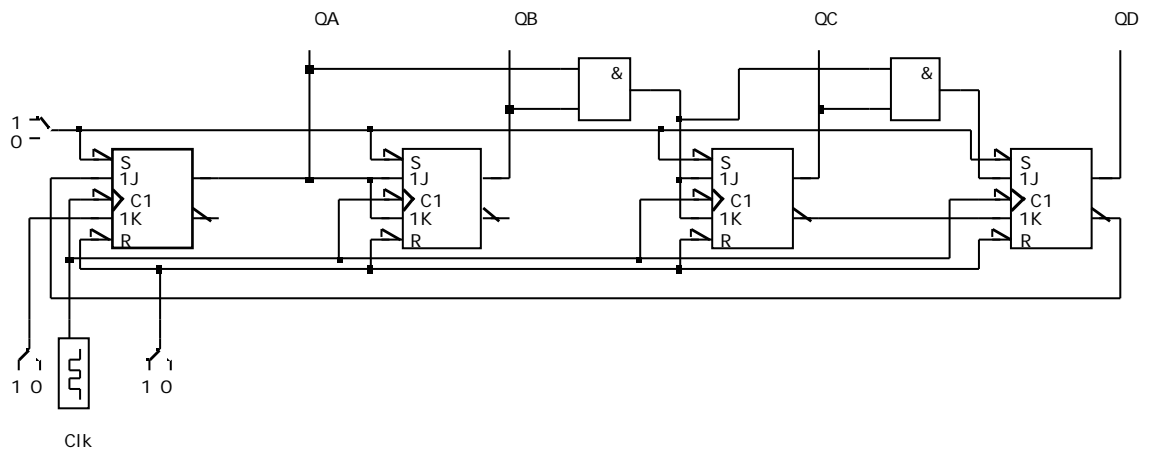 QA QB QC QD
& &
1
0
S S S S
1J 1J 1J 1J
C1 C1 C1 C1
1K 1K 1K 1K
R R R R
1 0 1 0
Clk